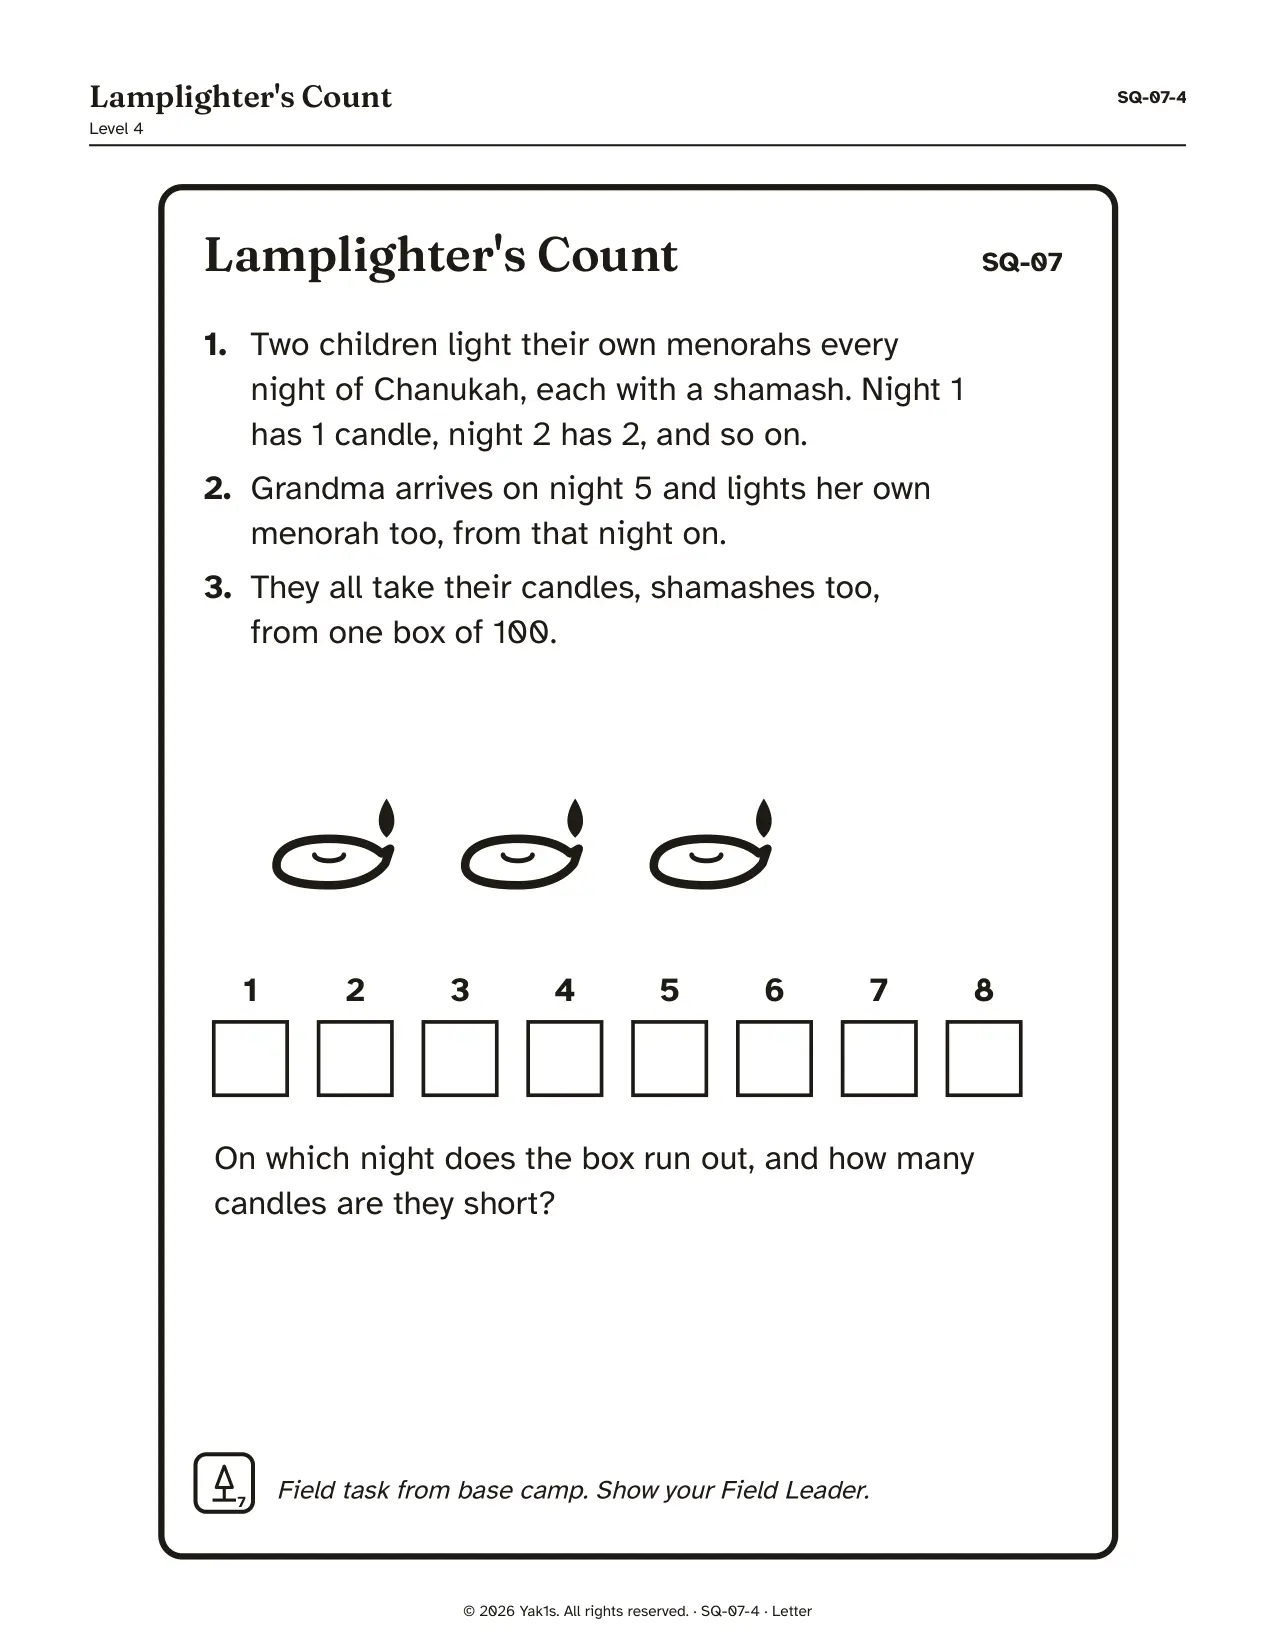 Lamplighter's Count
SQ-07-4
Level 4
Lamplighter's Count
SQ-07
1. Two children light their own menorahs every
night of Chanukah, each with a shamash. Night 1
has 1 candle, night 2 has 2, and so on.
2. Grandma arrives on night 5 and lights her own
menorah too, from that night on.
3. They all take their candles, shamashes too,
from one box of 100.
1 2 3 4 5 6 7 8
On which night does the box run out, and how many
candles are they short?
7
Field task from base camp. Show your Field Leader.
© 2026 Yak1s. All rights reserved. · SQ-07-4 · Letter